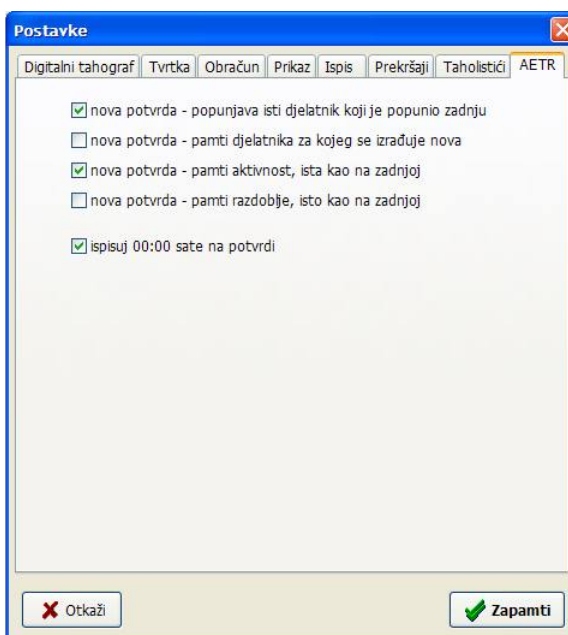 Postavke
Digitalni tahograf Tvrtka Obračun Prikaz Ispis Prekršaji Taholistići AETR
nova potvrda - popunjava isti djelatnik koji je popunio zadnju
nova potvrda - pamti djelatnika za kojeg se izrađuje nova
nova potvrda - pamti aktivnost, ista kao na zadnjoj
nova potvrda - pamti razdoblje, isto kao na zadnjoj
ispisuj 00:00 sate na potvrdi
Otkaži Zapamti